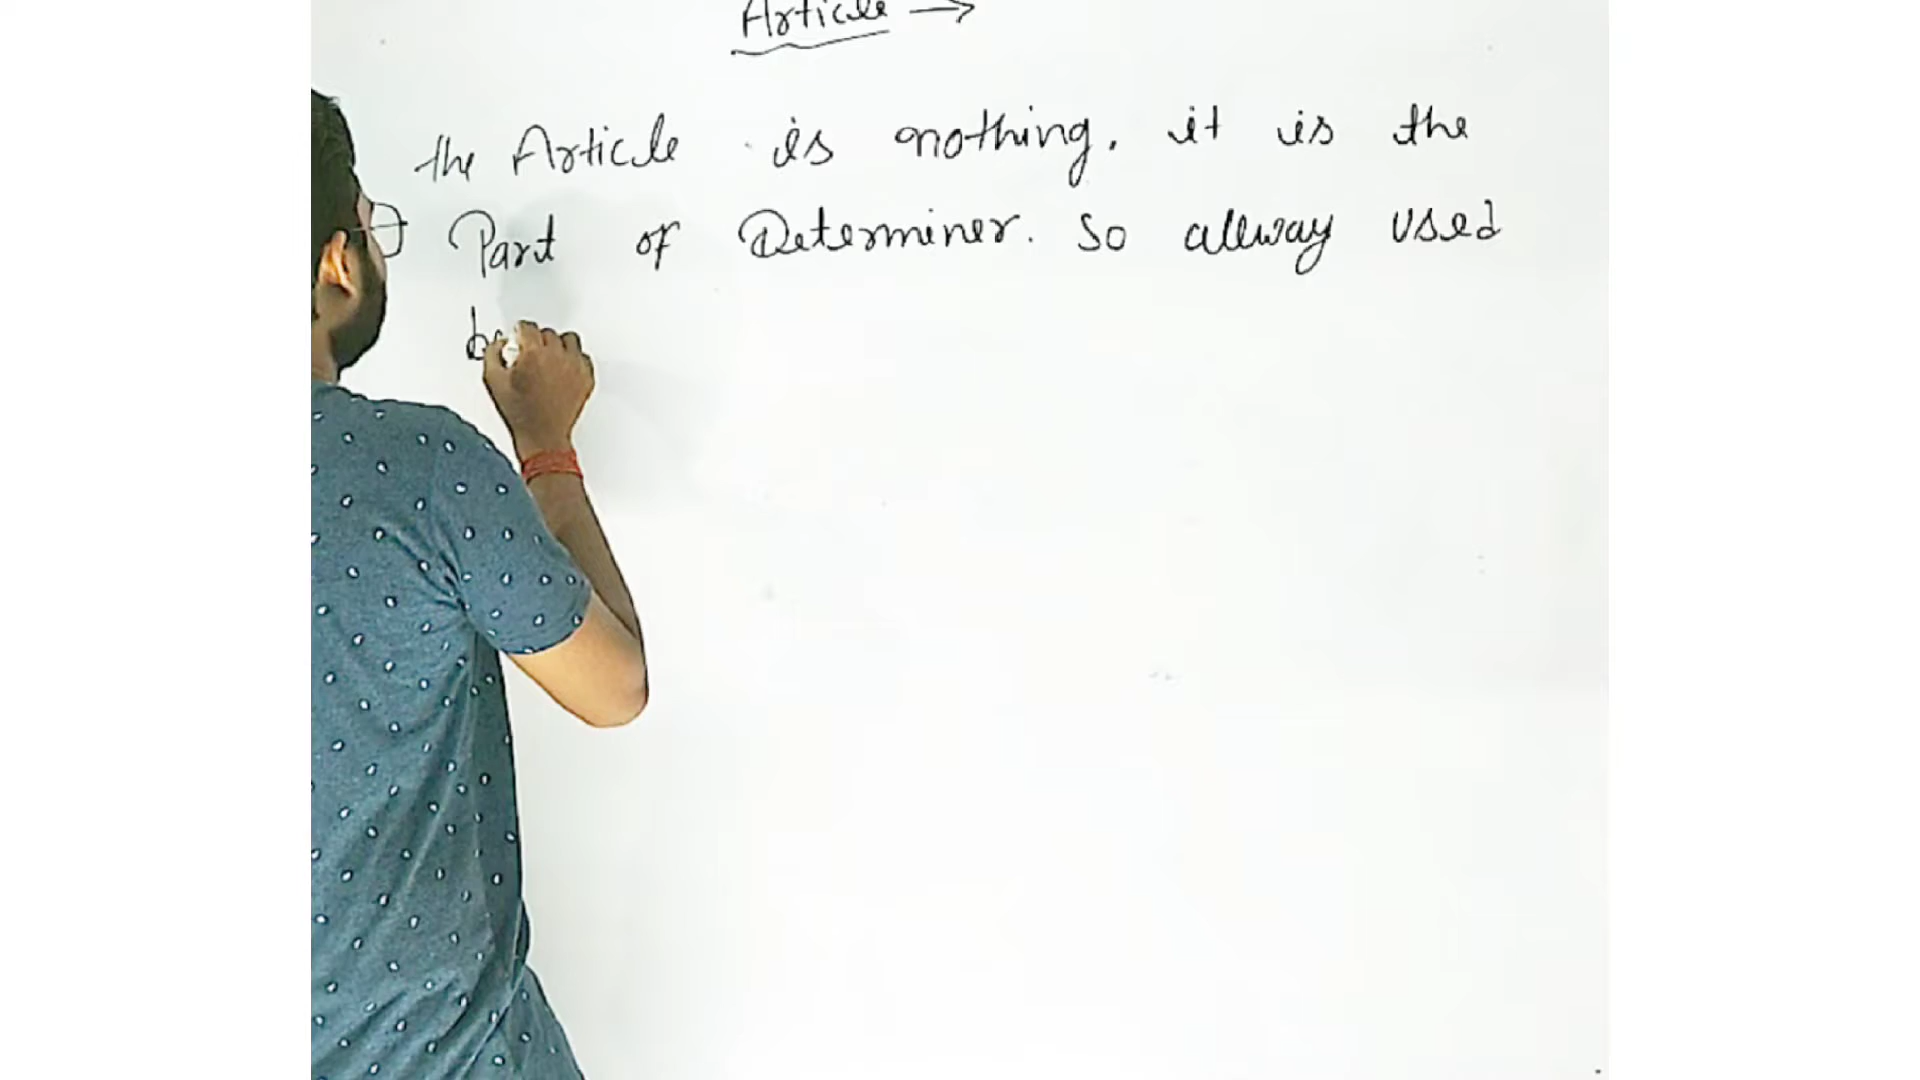 Article →
the Article is nothing, it is the
Part of Determiner. So allway used